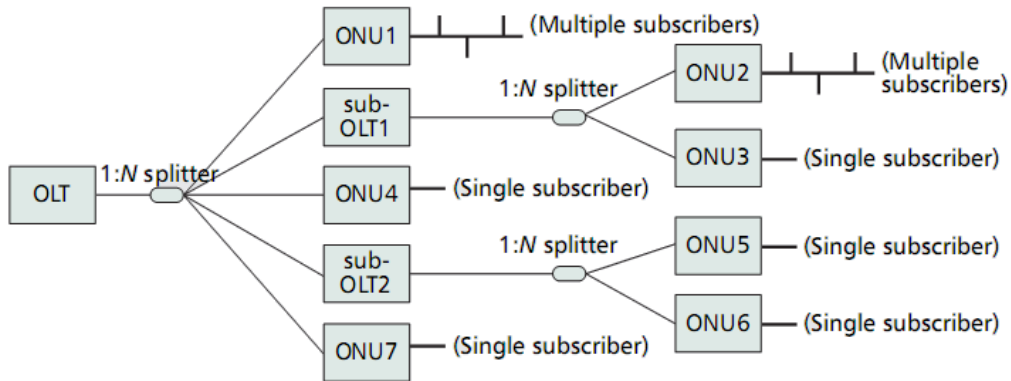 ONU1
(Multiple subscribers)
ONU2
(Multiple
subscribers)
1:N splitter
sub-
OLT1
ONU3
(Single subscriber)
OLT
1:N splitter
ONU4
(Single subscriber)
sub-
OLT2
1:N splitter
ONU5
(Single subscriber)
ONU6
(Single subscriber)
ONU7
(Single subscriber)